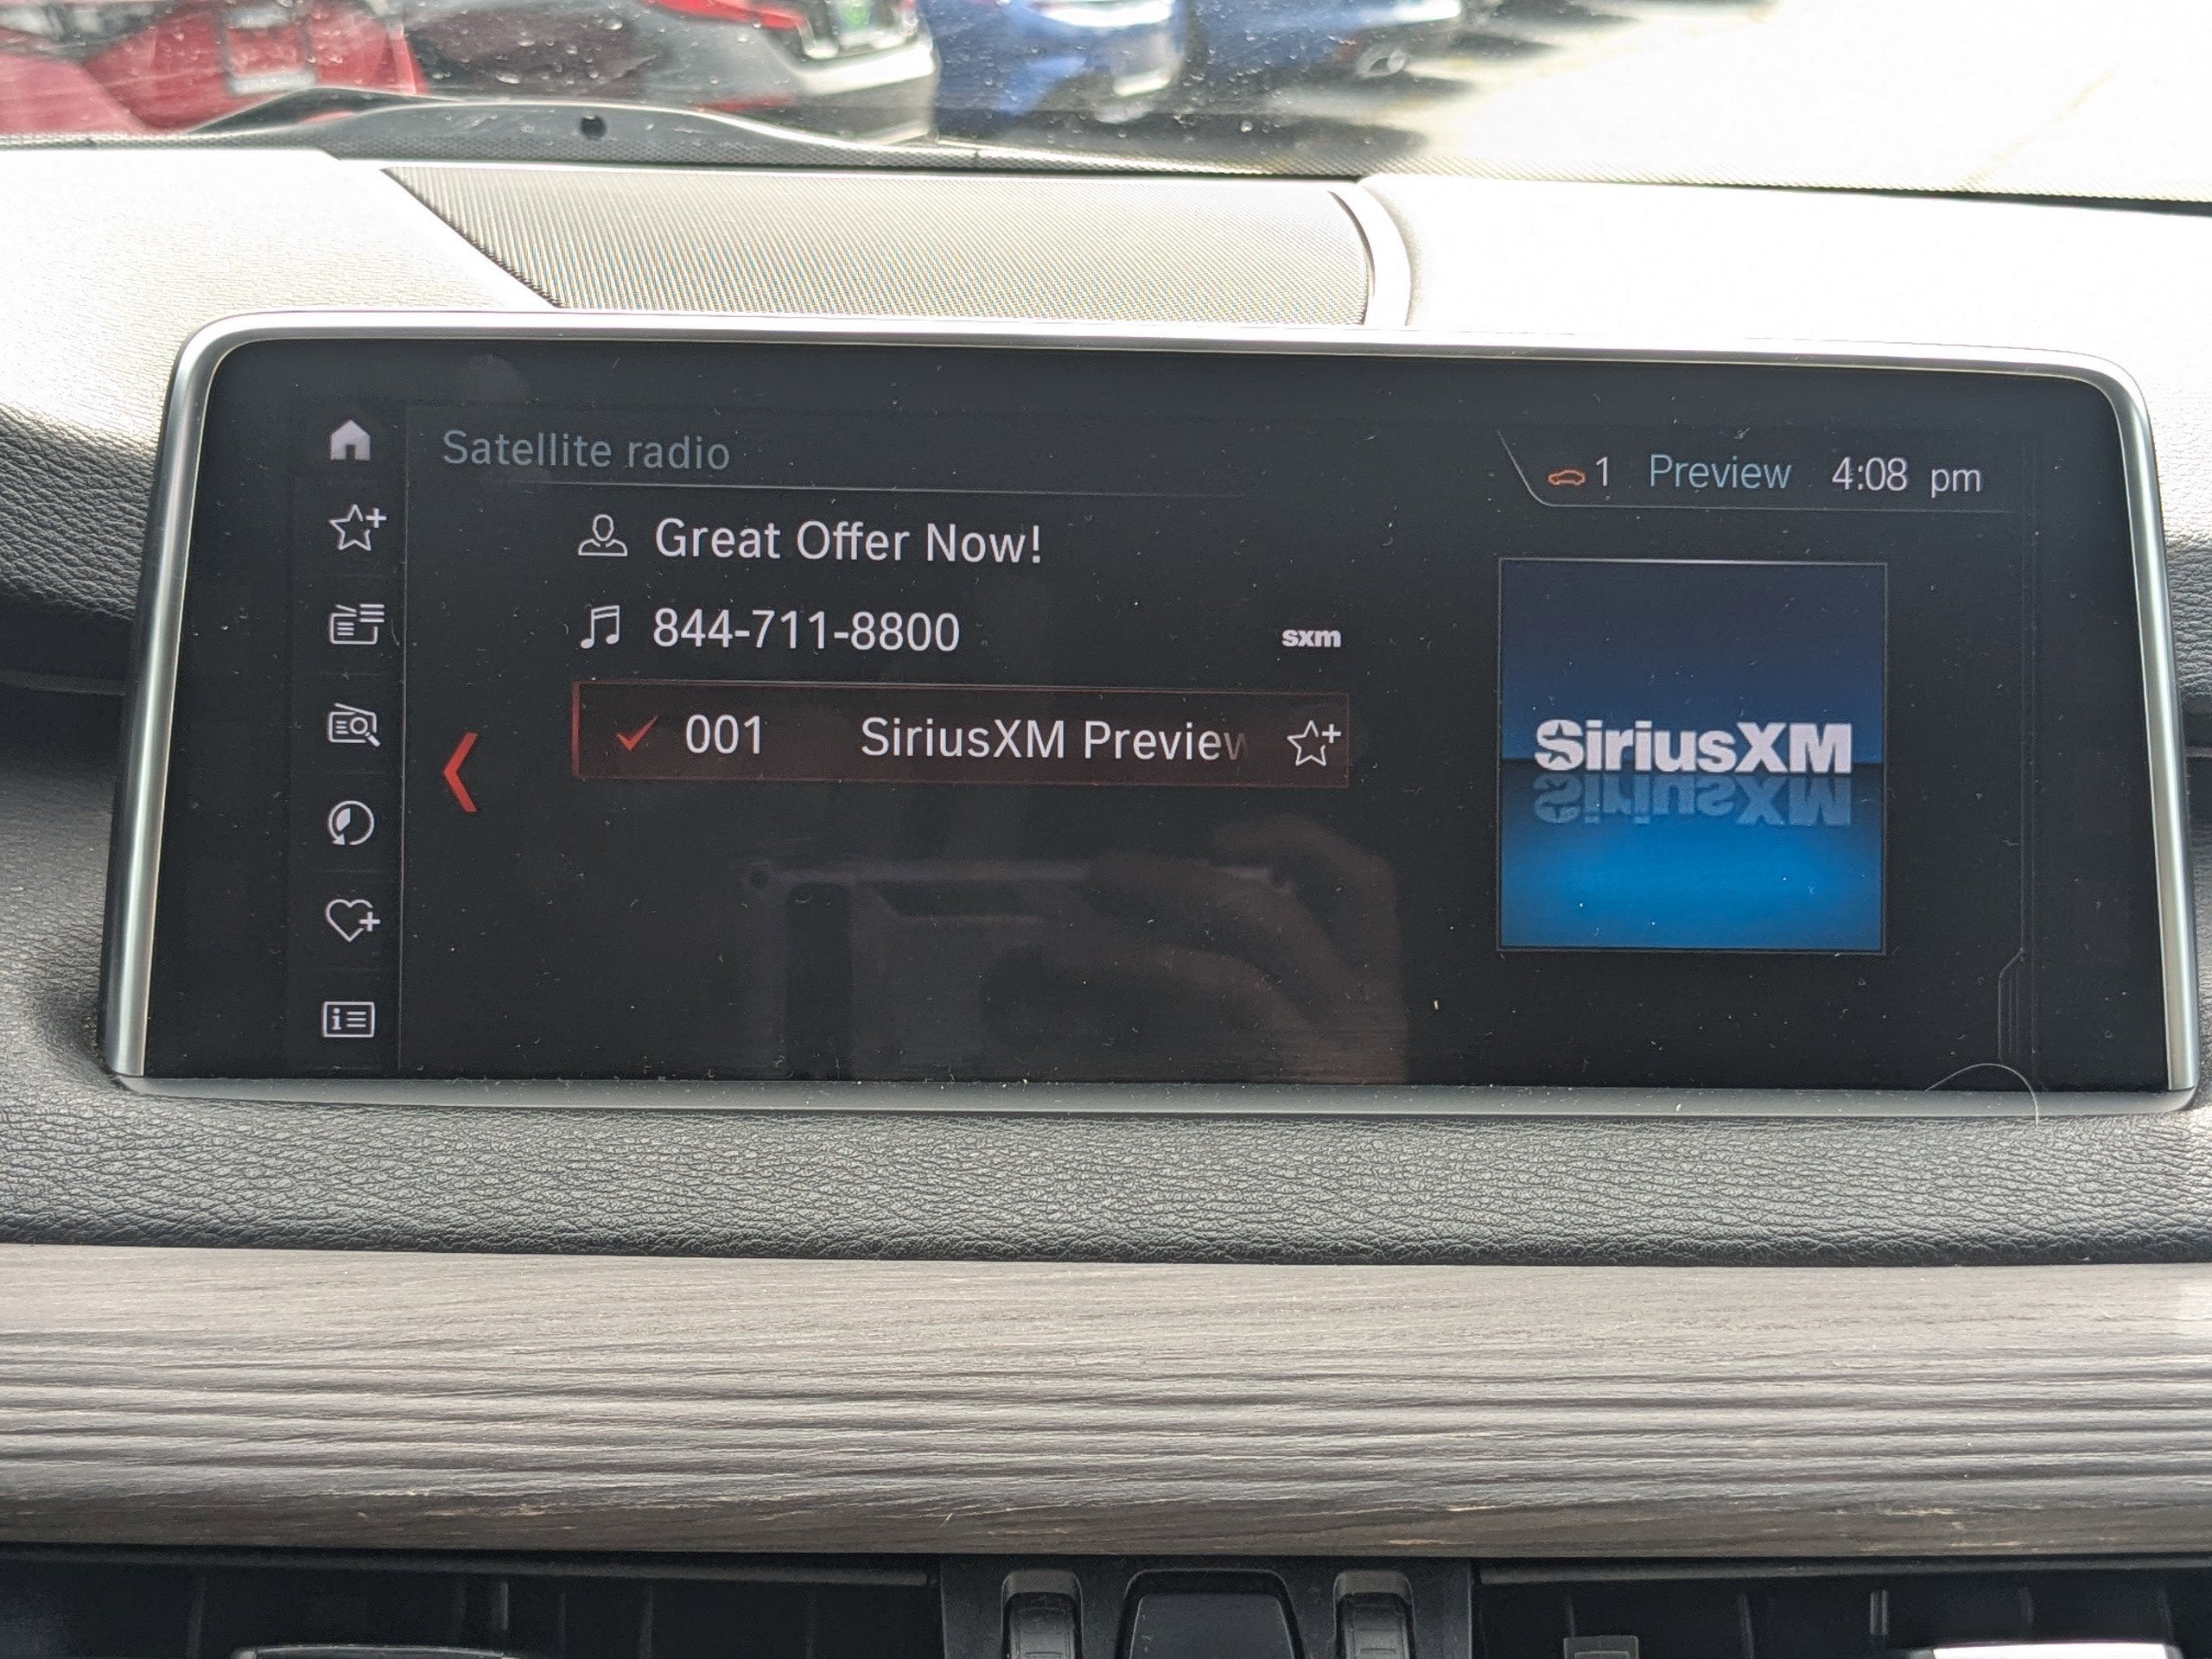 Satellite radio
1 Preview 4:08 pm
Great Offer Now!
844-711-8800 sxm
001 SiriusXM Preview
SiriusXM